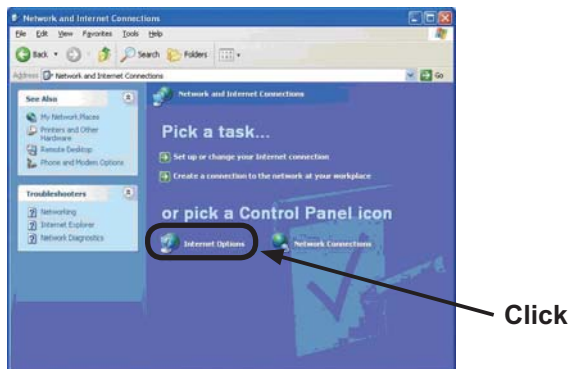 Network and Internet Connections
File Edit View Favorites Tools Help
Back Search Folders
Address Network and Internet Connections Go
See Also
My Network Places
Printers and Other
Hardware
Remote Desktop
Phone and Modem Options
Troubleshooters
Networking
Internet Explorer
Network Diagnostics
Network and Internet Connections
Pick a task...
Set up or change your Internet connection
Create a connection to the network at your workplace
or pick a Control Panel icon
Internet Options Network Connections
Click